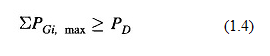 ΣP_{Gi, max} ≥ P_D (1.4)